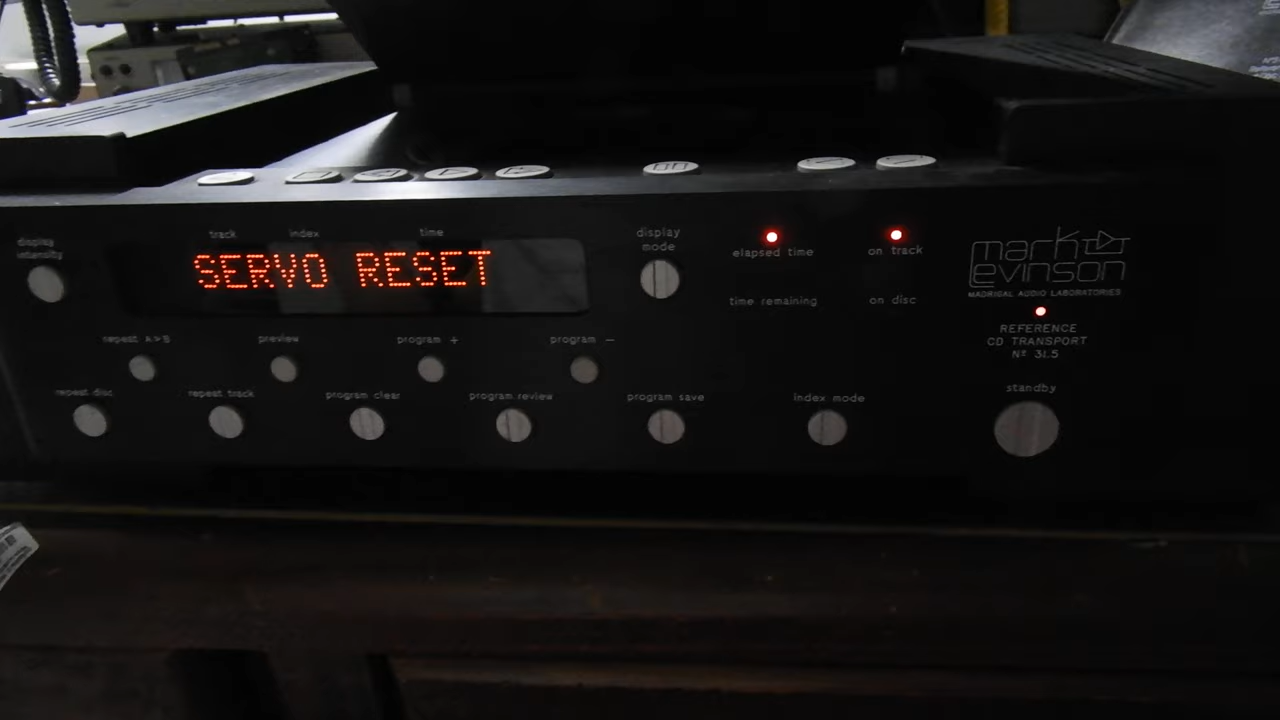 track index time
display intensity
SERVO RESET
display mode
elapsed time
on track
time remaining
on disc
mark levinson
MADRIGAL AUDIO LABORATORIES
REFERENCE
CD TRANSPORT
Nº 31.5
repeat A>B preview program + program -
repeat disc repeat track program clear program review program save index mode
standby